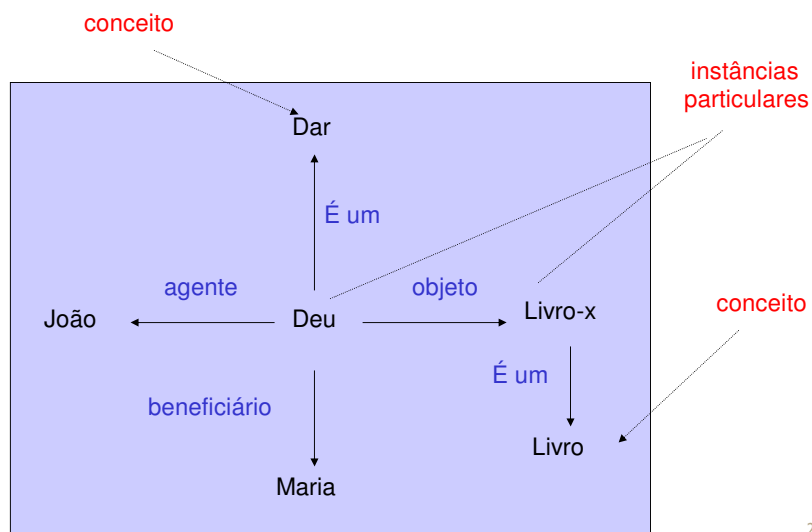 conceito
instâncias
particulares
Dar
É um
agente
objeto
João
Deu
Livro-x
conceito
É um
beneficiário
Livro
Maria